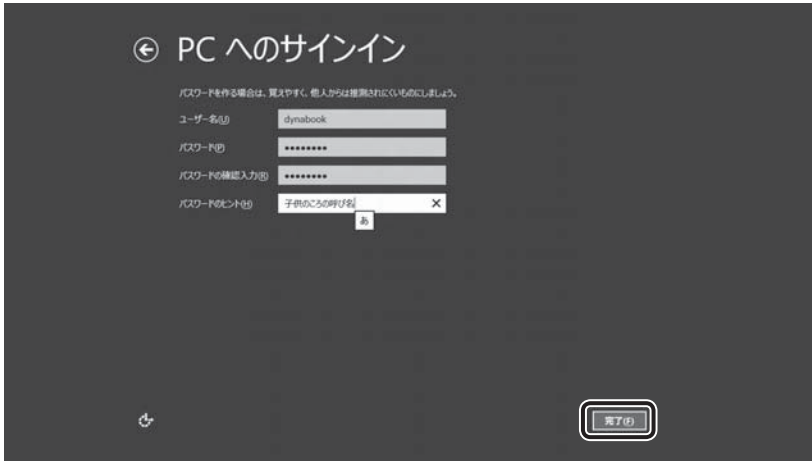 PC へのサインイン
パスワードを作る場合は、覚えやすく、他人からは推測されにくいものにしましょう。
ユーザー名(U) dynabook
パスワード(P) ••••••••
パスワードの確認入力(R) ••••••••
パスワードのヒント(H) 子供のころの呼び名
あ
完了(F)